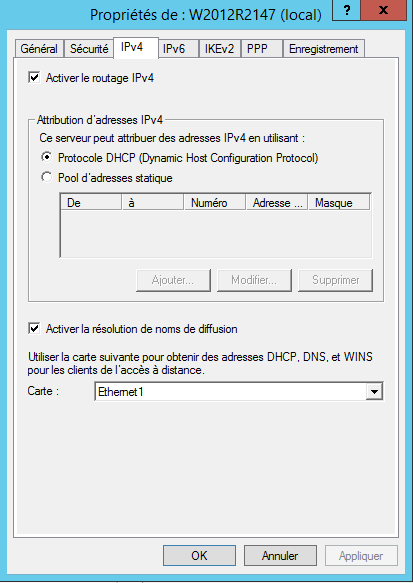 Propriétés de : W2012R2147 (local)
? x
Général Sécurité IPv4 IPv6 IKEv2 PPP Enregistrement
Activer le routage IPv4
Attribution d'adresses IPv4
Ce serveur peut attribuer des adresses IPv4 en utilisant :
Protocole DHCP (Dynamic Host Configuration Protocol)
Pool d'adresses statique
De à Numéro Adresse ... Masque
Ajouter... Modifier... Supprimer
Activer la résolution de noms de diffusion
Utiliser la carte suivante pour obtenir des adresses DHCP, DNS, et WINS
pour les clients de l'accès à distance.
Carte : Ethernet1
OK Annuler Appliquer